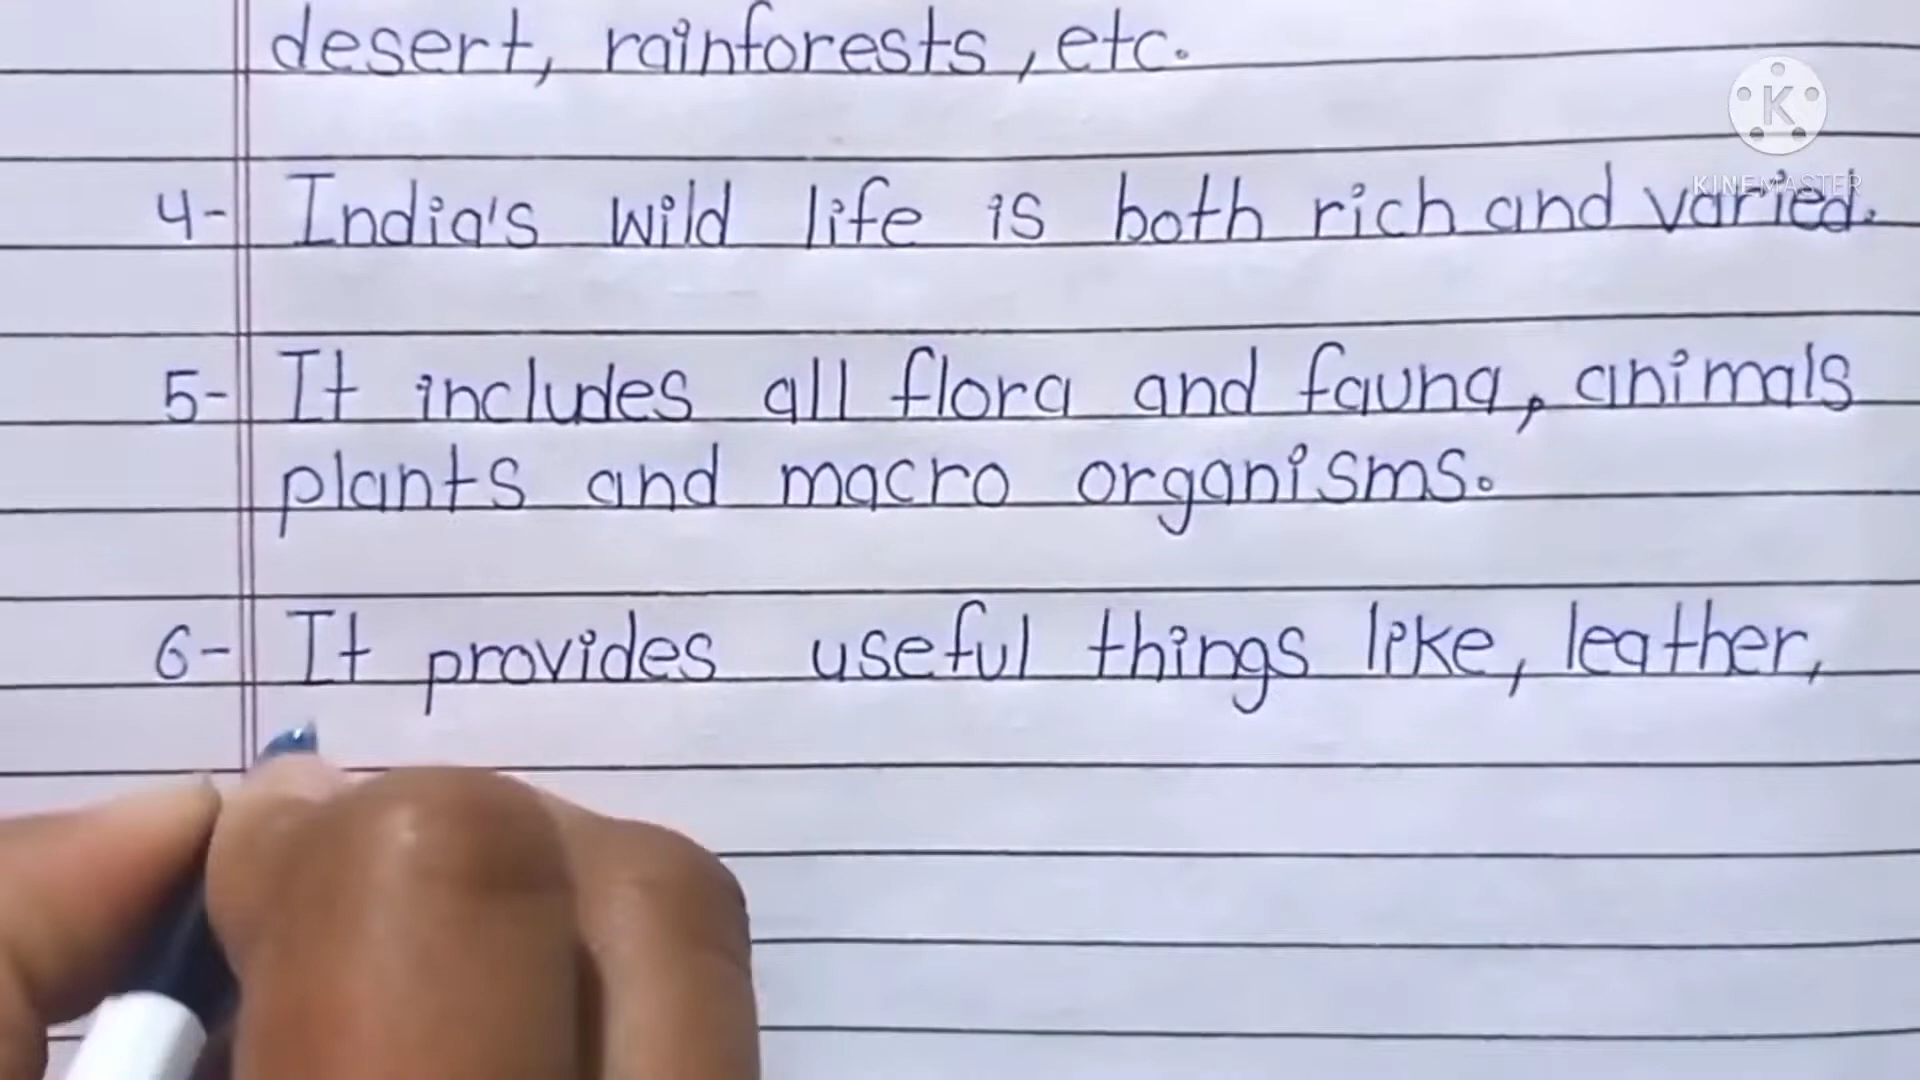 desert, rainforests, etc.
K
KINEMASTER
4- India's wild life is both rich and varied.
5- It includes all flora and fauna, animals
plants and macro organisms.
6- It provides useful things like, leather,